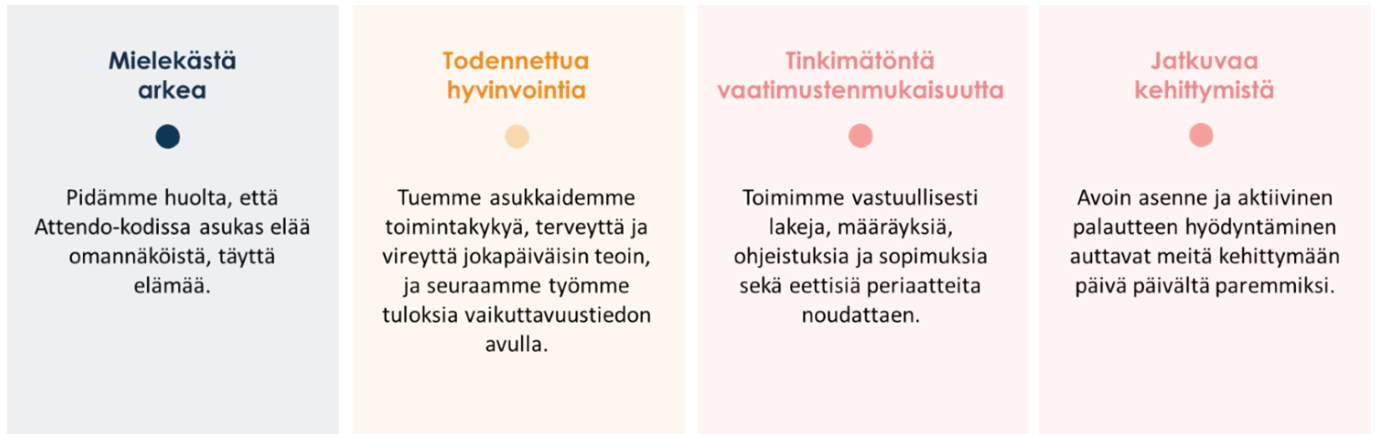 Mielekästä
arkea
Pidämme huolta, että
Attendo-kodissa asukas elää
omannäköistä, täyttä
elämää.
Todennettua
hyvinvointia
Tuemme asukkaidemme
toimintakykyä, terveyttä ja
vireyttä jokapäiväisin teoin,
ja seuraamme työmme
tuloksia vaikuttavuustiedon
avulla.
Tinkimätöntä
vaatimustenmukaisuutta
Toimimme vastuullisesti
lakeja, määräyksiä,
ohjeistuksia ja sopimuksia
sekä eettisiä periaatteita
noudattaen.
Jatkuvaa
kehittymistä
Avoin asenne ja aktiivinen
palautteen hyödyntäminen
auttavat meitä kehittymään
päivä päivältä paremmiksi.